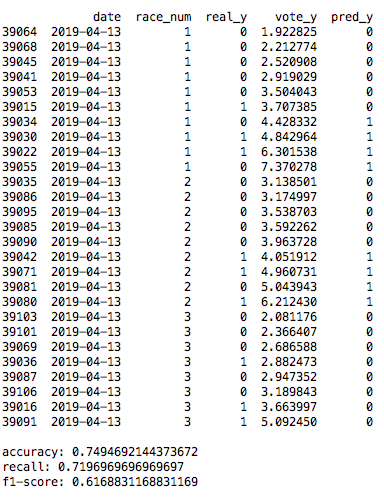 date race_num real_y vote_y pred_y
39064 2019-04-13 1 0 1.922825 0
39068 2019-04-13 1 0 2.212774 0
39045 2019-04-13 1 0 2.520908 0
39041 2019-04-13 1 0 2.919029 0
39053 2019-04-13 1 0 3.504043 0
39015 2019-04-13 1 1 3.707385 0
39034 2019-04-13 1 0 4.428332 1
39030 2019-04-13 1 1 4.842964 1
39022 2019-04-13 1 1 6.301538 1
39055 2019-04-13 1 0 7.370278 1
39035 2019-04-13 2 0 3.138501 0
39086 2019-04-13 2 0 3.174997 0
39095 2019-04-13 2 0 3.538703 0
39085 2019-04-13 2 0 3.592262 0
39090 2019-04-13 2 0 3.963728 0
39042 2019-04-13 2 1 4.051912 1
39071 2019-04-13 2 1 4.960731 1
39081 2019-04-13 2 0 5.043943 1
39080 2019-04-13 2 1 6.212430 1
39103 2019-04-13 3 0 2.081176 0
39101 2019-04-13 3 0 2.366407 0
39069 2019-04-13 3 0 2.686588 0
39036 2019-04-13 3 1 2.882473 0
39087 2019-04-13 3 0 2.947352 0
39106 2019-04-13 3 0 3.189843 0
39016 2019-04-13 3 1 3.663997 0
39091 2019-04-13 3 1 5.092450 1
accuracy: 0.7494692144373672
recall: 0.7196969696969697
f1-score: 0.6168831168831169